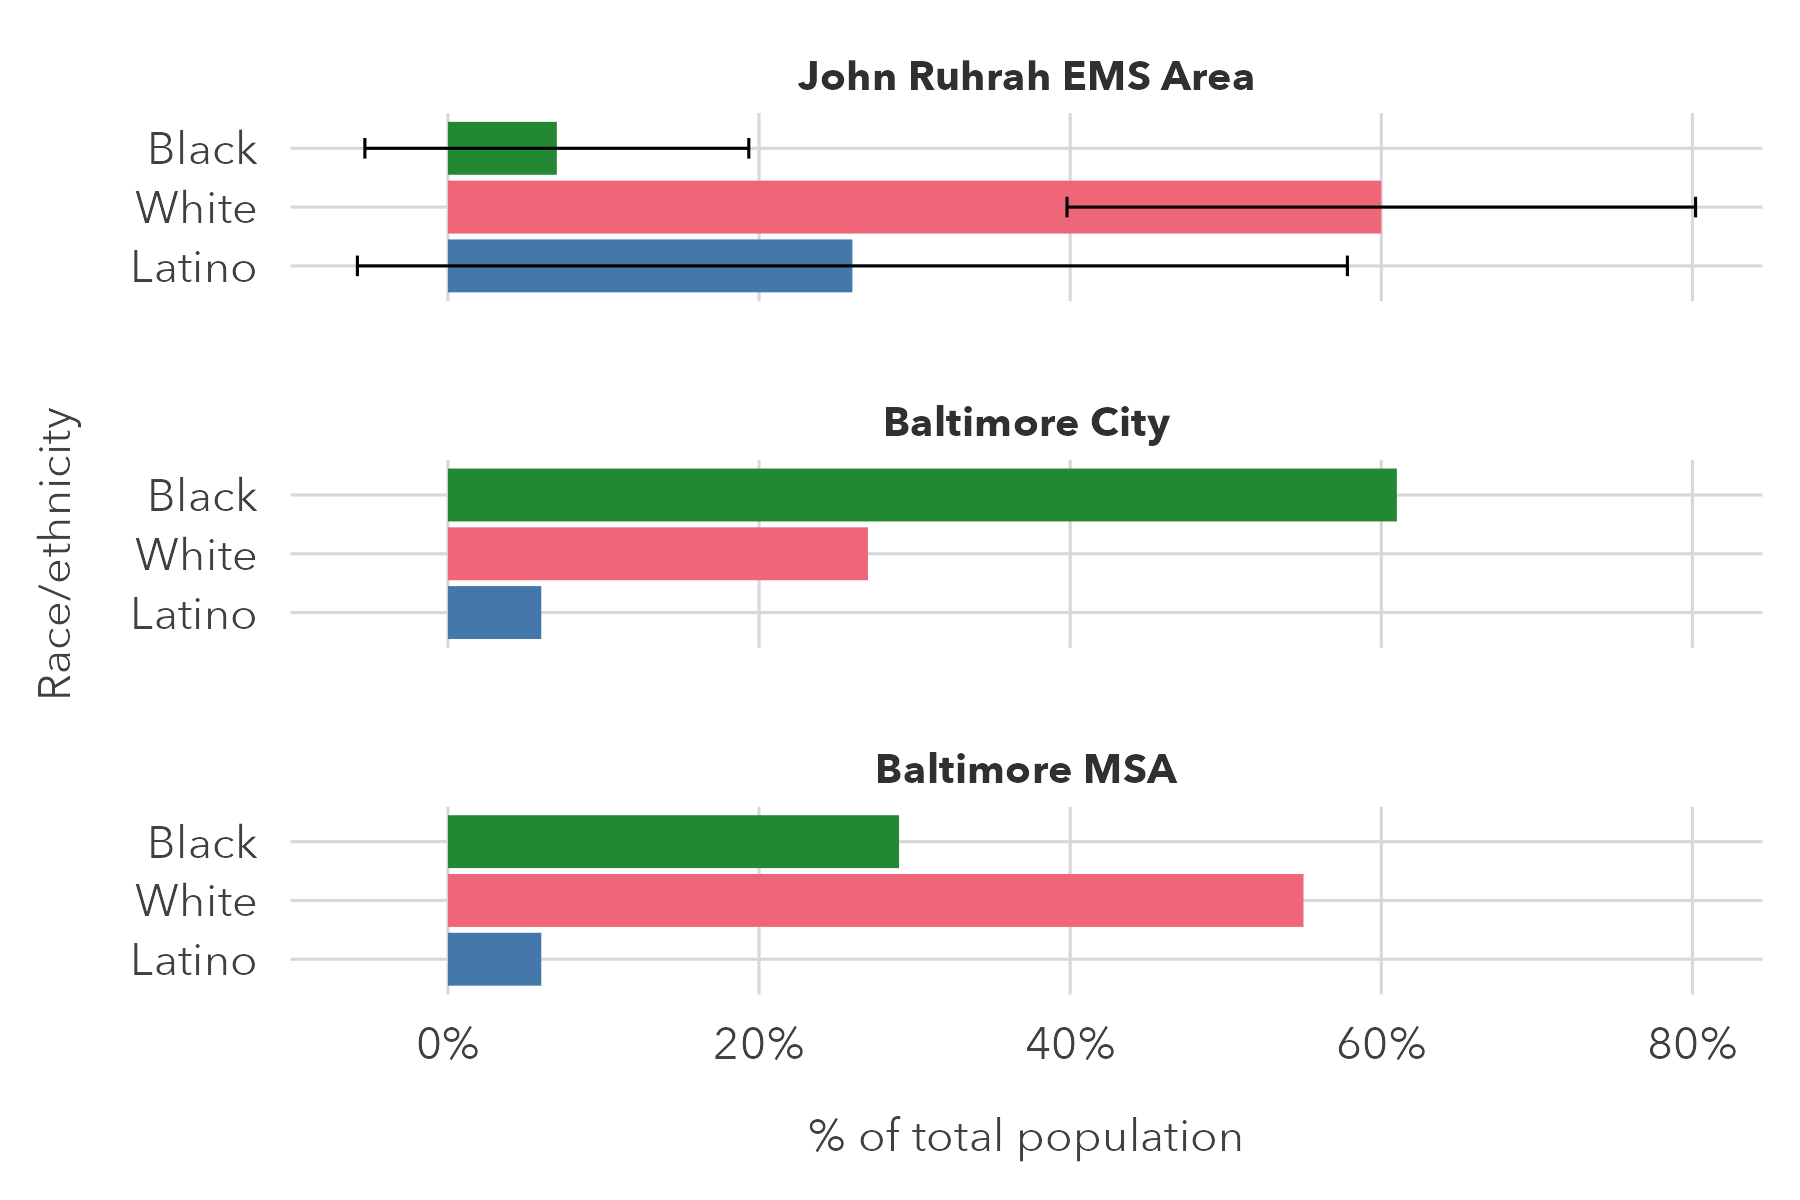 John Ruhrah EMS Area
Black
White
Latino
Baltimore City
Black
White
Latino
Baltimore MSA
Black
White
Latino
0% 20% 40% 60% 80%
% of total population
Race/ethnicity